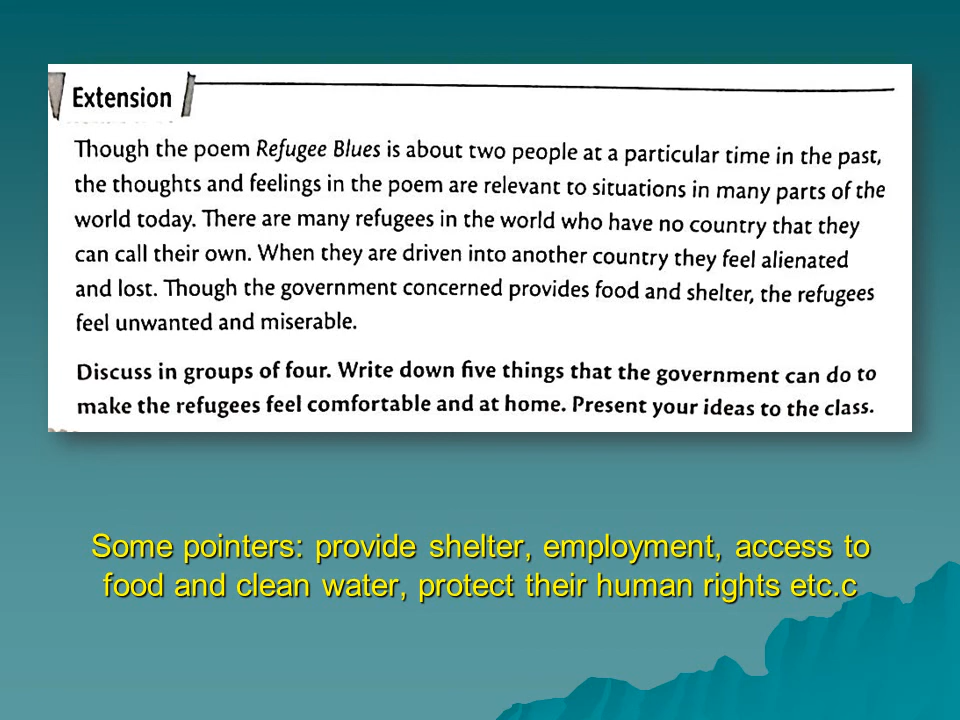 Extension
Though the poem Refugee Blues is about two people at a particular time in the past,
the thoughts and feelings in the poem are relevant to situations in many parts of the
world today. There are many refugees in the world who have no country that they
can call their own. When they are driven into another country they feel alienated
and lost. Though the government concerned provides food and shelter, the refugees
feel unwanted and miserable.
Discuss in groups of four. Write down five things that the government can do to
make the refugees feel comfortable and at home. Present your ideas to the class.
Some pointers: provide shelter, employment, access to
food and clean water, protect their human rights etc.c